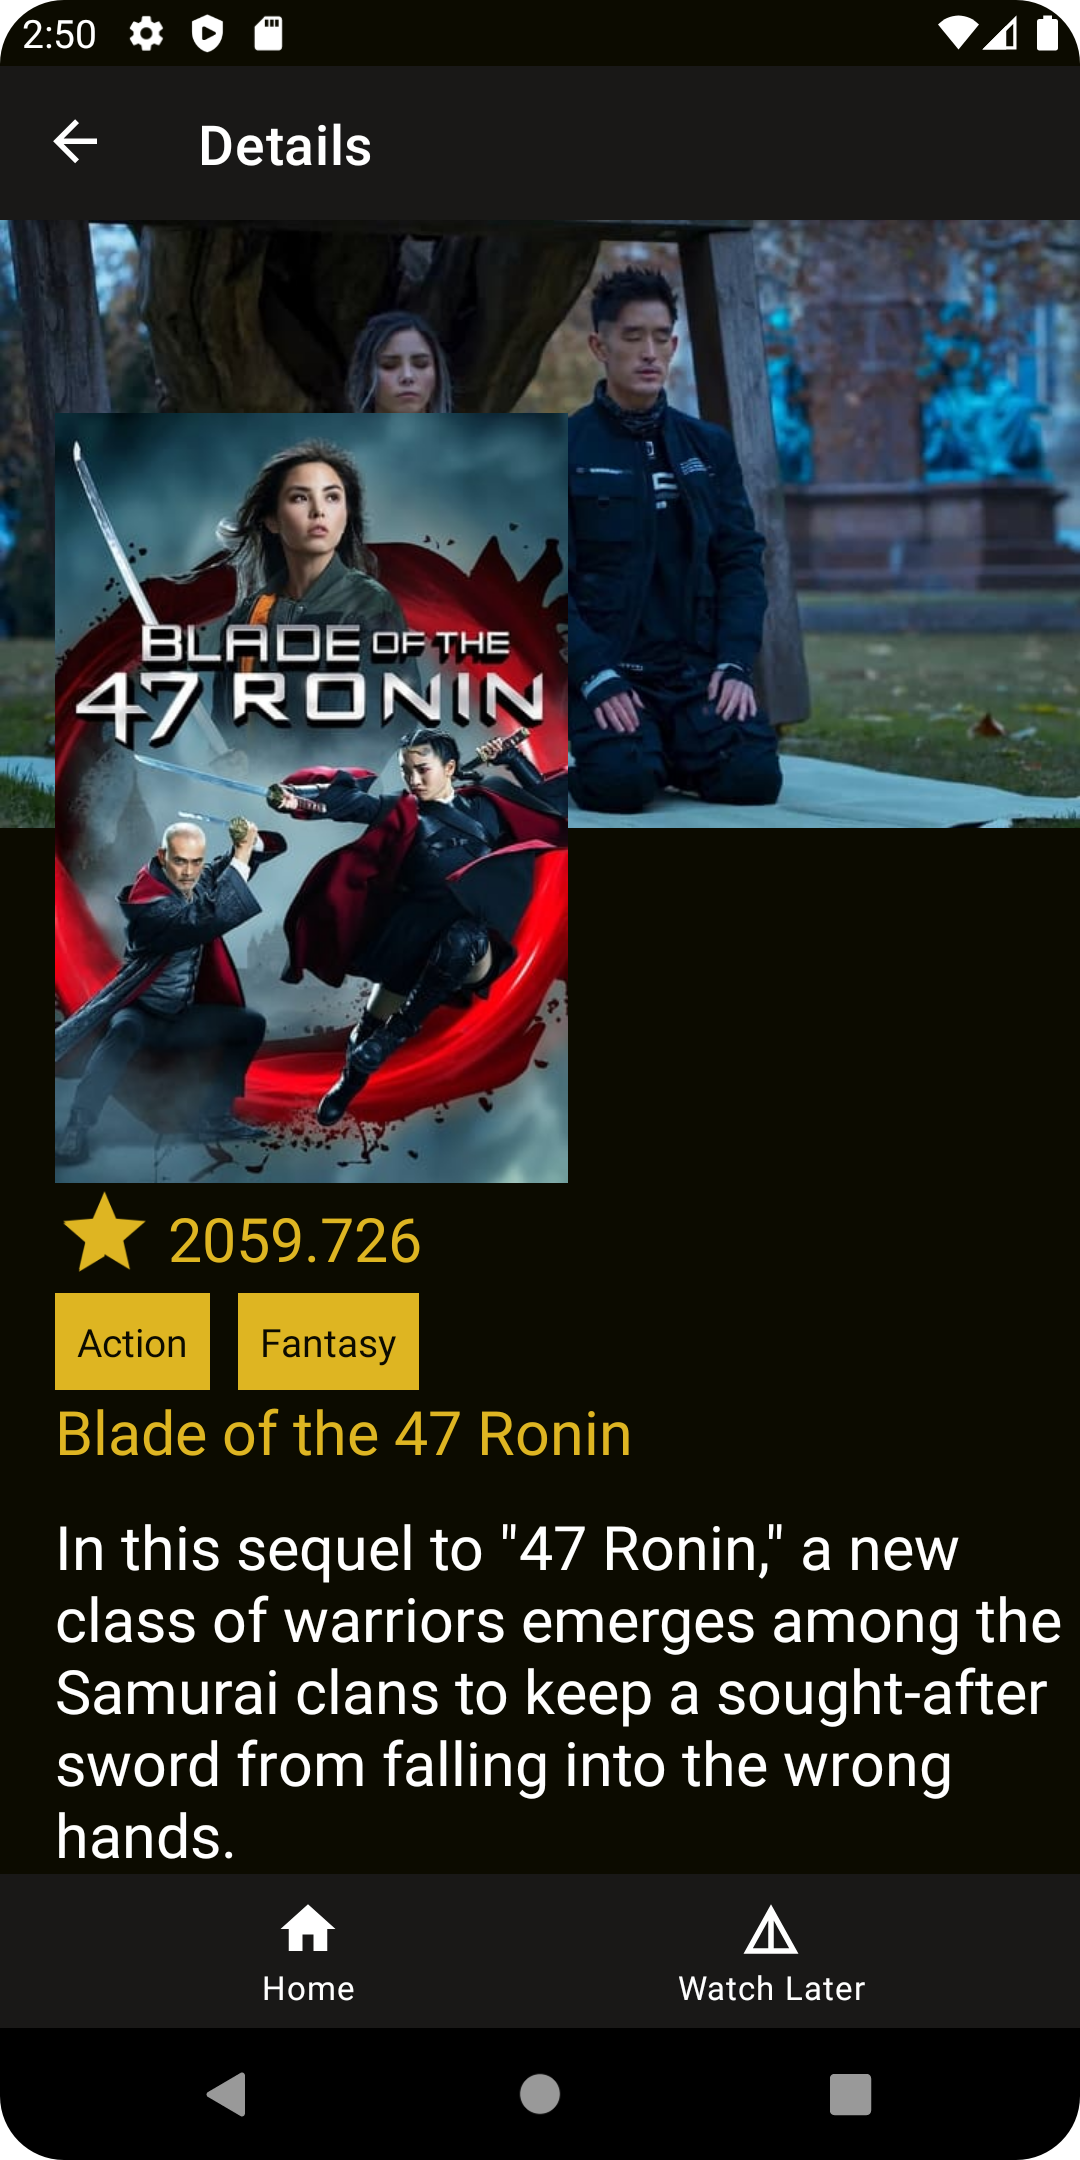 2:50
Details
BLADE OF THE
47 RONIN
2059.726
Action Fantasy
Blade of the 47 Ronin
In this sequel to "47 Ronin," a new
class of warriors emerges among the
Samurai clans to keep a sought-after
sword from falling into the wrong
hands.
Home Watch Later